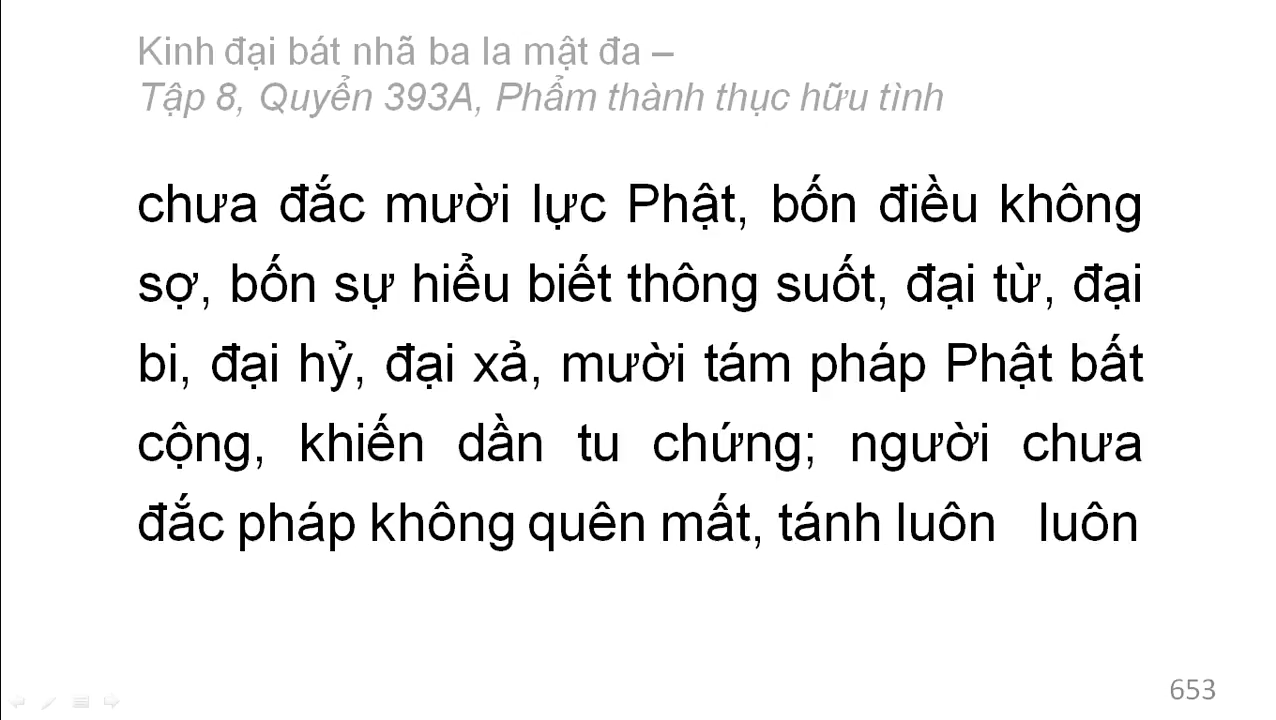 Kinh đại bát nhã ba la mật đa –
Tập 8, Quyển 393A, Phẩm thành thục hữu tình
chưa đắc mười lực Phật, bốn điều không
sợ, bốn sự hiểu biết thông suốt, đại từ, đại
bi, đại hỷ, đại xả, mười tám pháp Phật bất
cộng, khiến dần tu chứng; người chưa
đắc pháp không quên mất, tánh luôn luôn
653